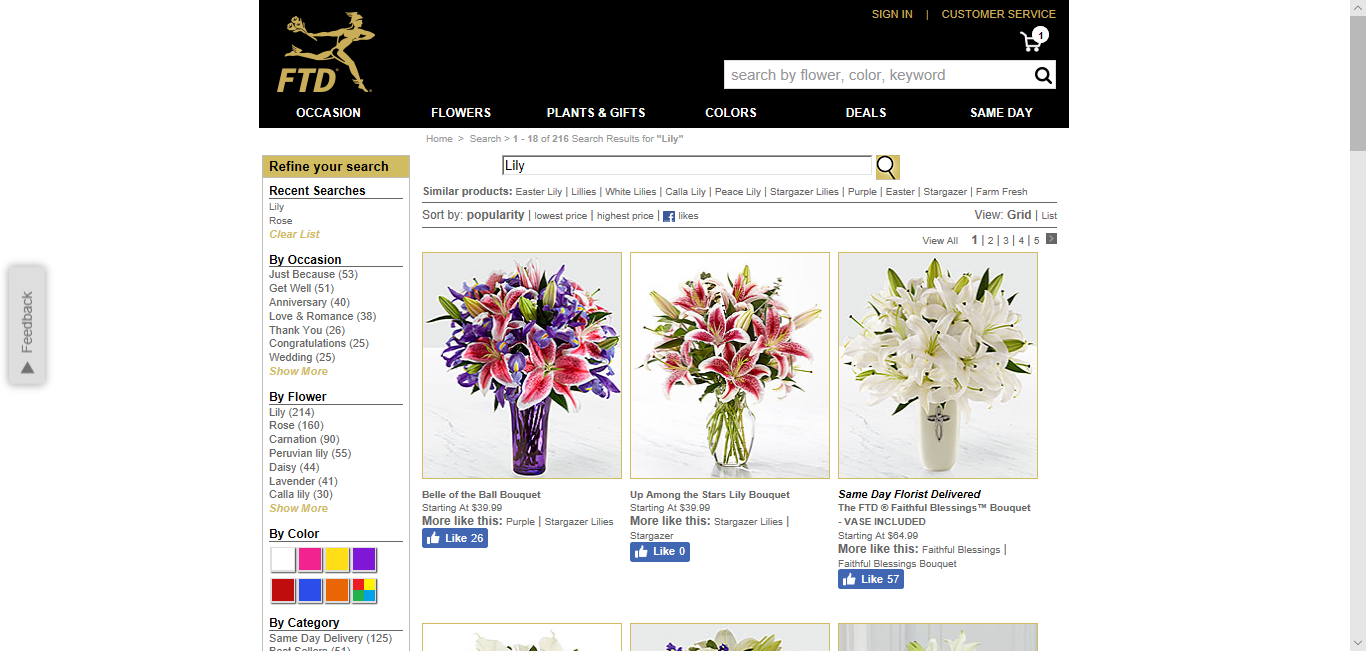 SIGN IN | CUSTOMER SERVICE
1
FTD
search by flower, color, keyword
OCCASION FLOWERS PLANTS & GIFTS COLORS DEALS SAME DAY
Home > Search > 1 - 18 of 216 Search Results for "Lily"
Refine your search
Recent Searches
Lily
Rose
Clear List
By Occasion
Just Because (53)
Get Well (51)
Anniversary (40)
Love & Romance (38)
Thank You (26)
Congratulations (25)
Wedding (25)
Show More
By Flower
Lily (214)
Rose (160)
Carnation (90)
Peruvian lily (55)
Daisy (44)
Lavender (41)
Calla lily (30)
Show More
By Color
By Category
Same Day Delivery (125)
Best Sellers (51)
Feedback
Lily
Similar products: Easter Lily | Lillies | White Lilies | Calla Lily | Peace Lily | Stargazer Lilies | Purple | Easter | Stargazer | Farm Fresh
Sort by: popularity | lowest price | highest price | f likes
View: Grid | List
View All 1 | 2 | 3 | 4 | 5 >
Belle of the Ball Bouquet
Starting At $39.99
More like this: Purple | Stargazer Lilies
Like 26
Up Among the Stars Lily Bouquet
Starting At $39.99
More like this: Stargazer Lilies |
Stargazer
Like 0
Same Day Florist Delivered
The FTD ® Faithful Blessings™ Bouquet
- VASE INCLUDED
Starting At $64.99
More like this: Faithful Blessings |
Faithful Blessings Bouquet
Like 57